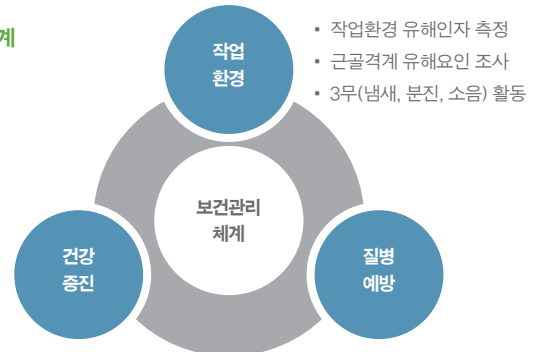 계
작업
환경
• 작업환경 유해인자 측정
• 근골격계 유해요인 조사
• 3무(냄새, 분진, 소음) 활동
보건관리
체계
건강
증진
질병
예방